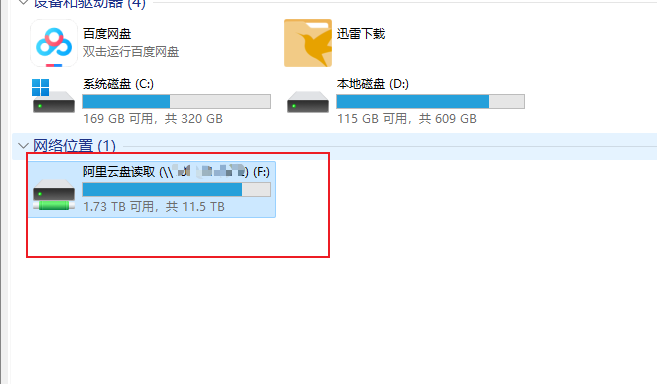 设备和驱动器 (4)
百度网盘
双击运行百度网盘
迅雷下载
系统磁盘 (C:)
169 GB 可用，共 320 GB
本地磁盘 (D:)
115 GB 可用，共 609 GB
网络位置 (1)
阿里云盘读取 (\\ ) (F:)
1.73 TB 可用，共 11.5 TB